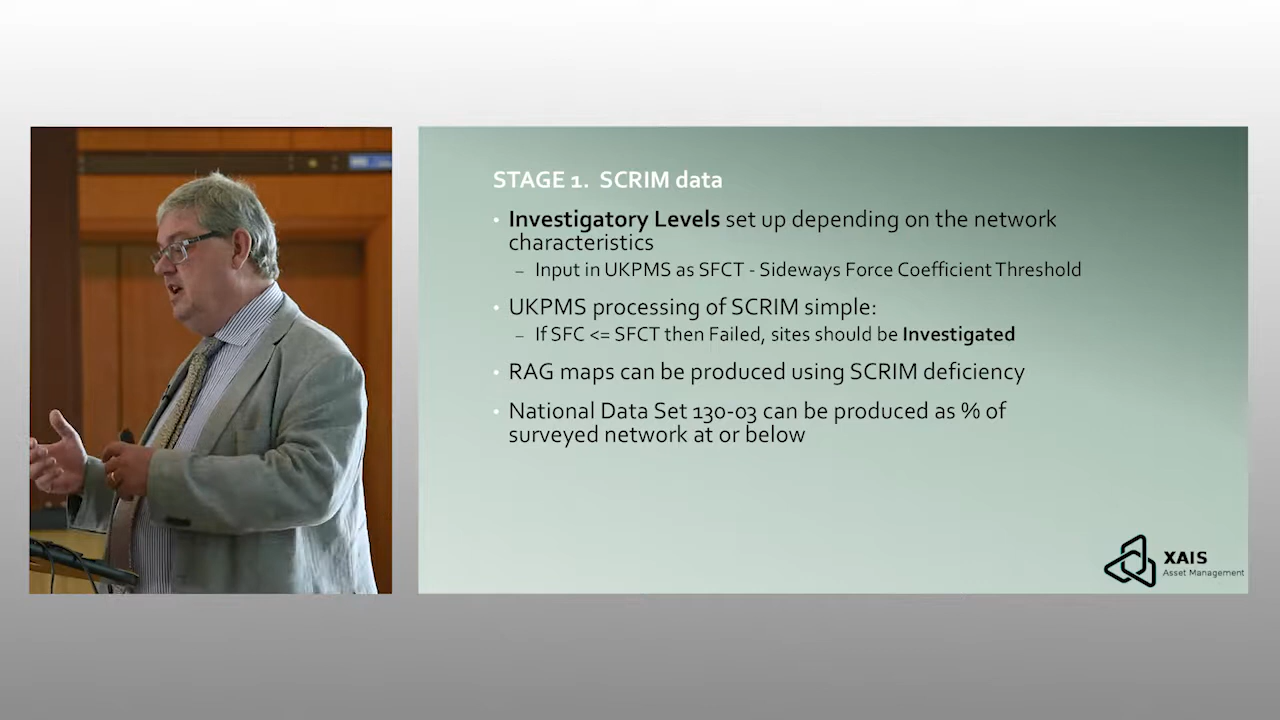 STAGE 1. SCRIM data
• Investigatory Levels set up depending on the network
characteristics
– Input in UKPMS as SFCT - Sideways Force Coefficient Threshold
• UKPMS processing of SCRIM simple:
– If SFC <= SFCT then Failed, sites should be Investigated
• RAG maps can be produced using SCRIM deficiency
• National Data Set 130-03 can be produced as % of
surveyed network at or below
XAIS
Asset Management